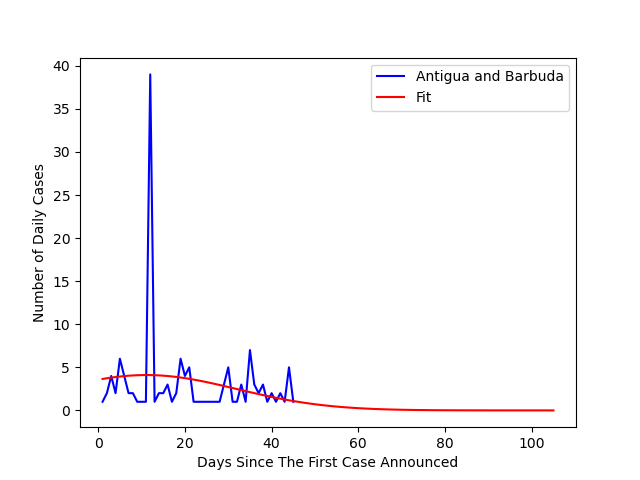 Antigua and Barbuda
Fit
Number of Daily Cases
40
35
30
25
20
15
10
5
0
0 20 40 60 80 100
Days Since The First Case Announced